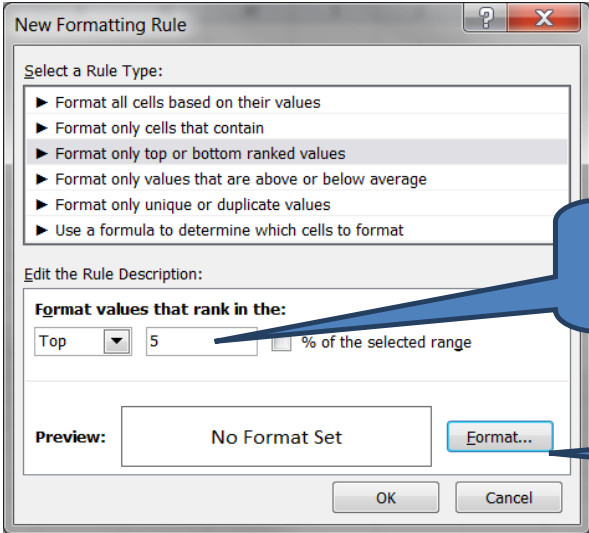 New Formatting Rule
? X
Select a Rule Type:
► Format all cells based on their values
► Format only cells that contain
► Format only top or bottom ranked values
► Format only values that are above or below average
► Format only unique or duplicate values
► Use a formula to determine which cells to format
Edit the Rule Description:
Format values that rank in the:
Top 5 % of the selected range
Preview: No Format Set Format...
OK Cancel